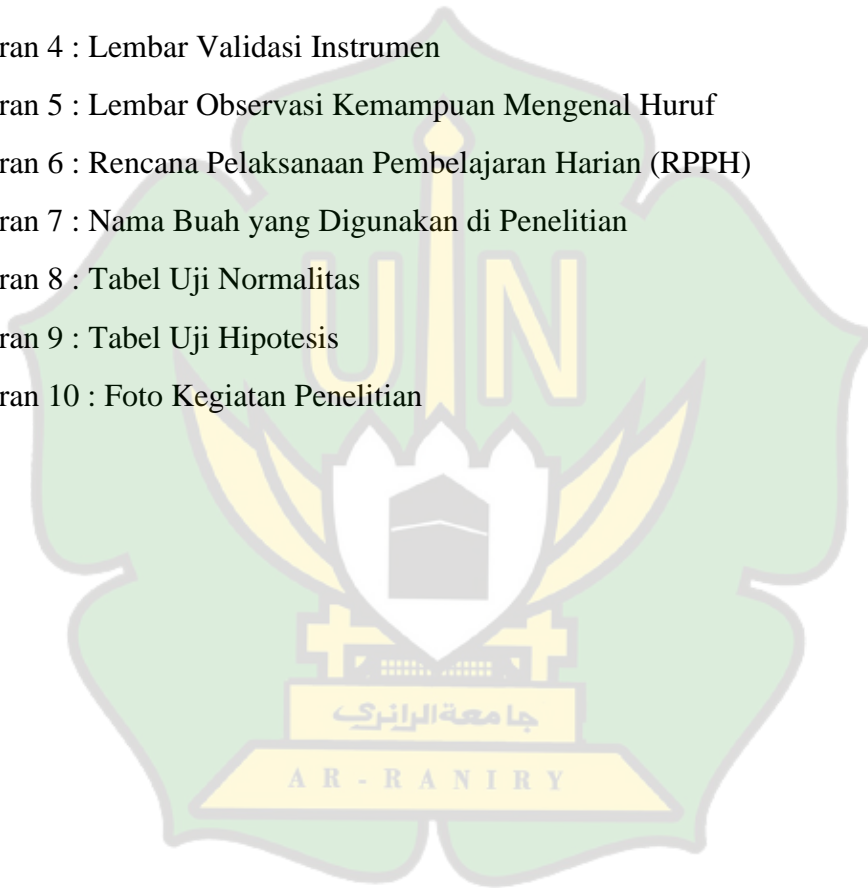 ran 4 : Lembar Validasi Instrumen
ran 5 : Lembar Observasi Kemampuan Mengenal Huruf
ran 6 : Rencana Pelaksanaan Pembelajaran Harian (RPPH)
ran 7 : Nama Buah yang Digunakan di Penelitian
ran 8 : Tabel Uji Normalitas
ran 9 : Tabel Uji Hipotesis
ran 10 : Foto Kegiatan Penelitian
UIN
جامعة الرانري
AR-RANIRY